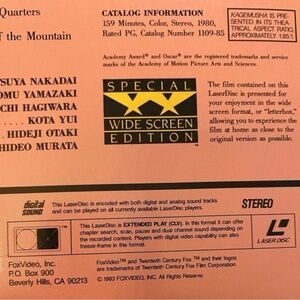 Quarters
f the Mountain
CATALOG INFORMATION
159 Minutes, Color, Stereo, 1980,
Rated PG, Catalog Number 1109-85
KAGEMUSHA IS PRE-
SENTED IN ITS THEA-
TRICAL ASPECT RATIO,
APPROXIMATELY 1.85:1.
Academy Award® and Oscar® are the registered trademarks and service
marks of the Academy of Motion Picture Arts and Sciences.
SUYA NAKADAI
OMU YAMAZAKI
CHI HAGIWARA
....... KOTA YUI
... HIDEJI OTAKI
HIDEO MURATA
SPECIAL
WIDE SCREEN
EDITION
The film contained on this
LaserDisc is presented for
your enjoyment in the wide
screen format, or "letterbox,"
allowing you to experience the
film at home as close to the
original version as possible.
digital
SOUND
This LaserDisc is encoded with both digital and analog sound tracks
and can be played on all currently available LaserDisc players.
STEREO
This LaserDisc is EXTENDED PLAY (CLV). In this format it can offer
chapter search, scan, pause and dual channel sound depending on
the recorded content. Players with digital video capability can access
freeze-frame in this format.
LASER DISC
FoxVideo, Inc.
P.O. Box 900
Beverly Hills, CA 90213
FoxVideo™ and Twentieth Century Fox™ and their logos
are trademarks of Twentieth Century Fox Film Corporation.
© 1993 FOXVIDEO, INC. All Rights Reserved.